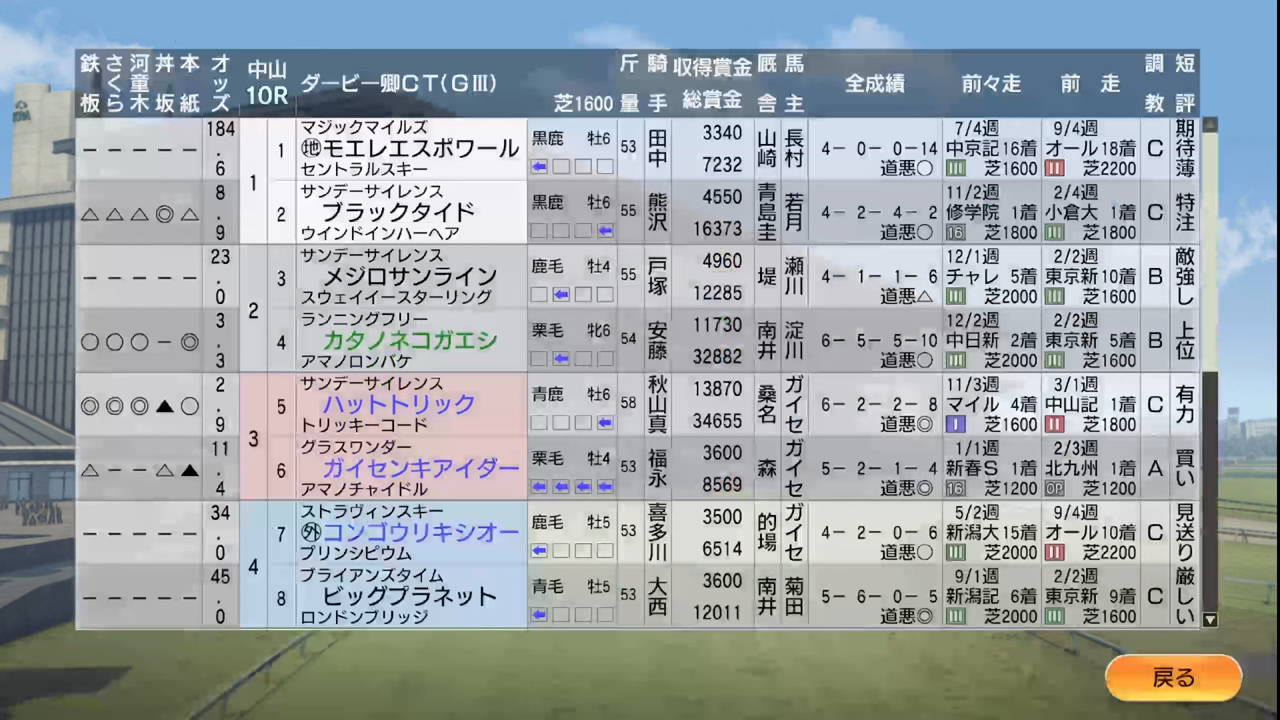 鉄板 さくら 河童木 丼坂 本紙 オッズ 中山10R ダービー卿CT(GⅢ) 芝1600 斤量 騎手 収得賞金 総賞金 厩舎 馬主 全成績 前々走 前走 調教 短評
－ － － － － 184.6 1 1 マジックマイルズ 黒鹿 牡6 53 田中 3340 山崎 長村 4－0－0－14 7/4週 9/4週 C 期待薄
㊞モエレエスポワール 中京記16着 オール18着
セントラルスキー 7232 道悪○ Ⅲ 芝1600 Ⅱ 芝2200
△ △ △ ◎ △ 8.9 2 サンデーサイレンス 黒鹿 牡6 55 熊沢 4550 青島圭 若月 4－2－4－2 11/2週 2/4週 C 特注
ブラックタイド 修学院 1着 小倉大 1着
ウインドインハーヘア 16373 道悪○ 16 芝1800 Ⅲ 芝1800
－ － － － － 23.0 2 3 サンデーサイレンス 鹿毛 牡4 55 戸塚 4960 堤 瀬川 4－1－1－6 12/1週 2/2週 B 敵強し
メジロサンライン チャレ 5着 東京新10着
スウェイイースターリング 12285 道悪△ Ⅲ 芝2000 Ⅲ 芝1600
○ ○ ○ － ◎ 3.3 4 ランニングフリー 栗毛 牝6 54 安藤 11730 南井 淀川 6－5－5－10 12/2週 2/2週 B 上位
カタノネコガエシ 中日新 2着 東京新 5着
アマノロンバケ 32882 道悪○ Ⅲ 芝2000 Ⅲ 芝1600
◎ ◎ ◎ ▲ ○ 2.9 3 5 サンデーサイレンス 青鹿 牡6 58 秋山真 13870 桑名 ガイセ 6－2－2－8 11/3週 3/1週 C 有力
ハットトリック マイル 4着 中山記 1着
トリッキーコード 34655 道悪◎ Ⅰ 芝1600 Ⅱ 芝1800
△ － － △ ▲ 11.4 6 グラスワンダー 栗毛 牡4 53 福永 3600 森 ガイセ 5－2－1－4 1/1週 2/3週 A 買い
ガイセンキアイダー 新春S 1着 北九州 1着
アマノチャイドル 8569 道悪◎ 16 芝1200 OP 芝1200
－ － － － － 34.0 4 7 ストラヴィンスキー 鹿毛 牡5 53 喜多川 3500 的場 ガイセ 4－2－0－6 5/2週 9/4週 C 見送り
㊕コンゴウリキシオー 新潟大15着 オール10着
プリンシピウム 6514 道悪○ Ⅲ 芝2000 Ⅱ 芝2200
－ － － － － 45.0 8 ブライアンズタイム 青毛 牡5 53 大西 3600 南井 菊田 5－6－0－5 9/1週 2/2週 C 厳しい
ビッグプラネット 新潟記 6着 東京新 9着
ロンドンブリッジ 12011 道悪◎ Ⅲ 芝2000 Ⅲ 芝1600
戻る